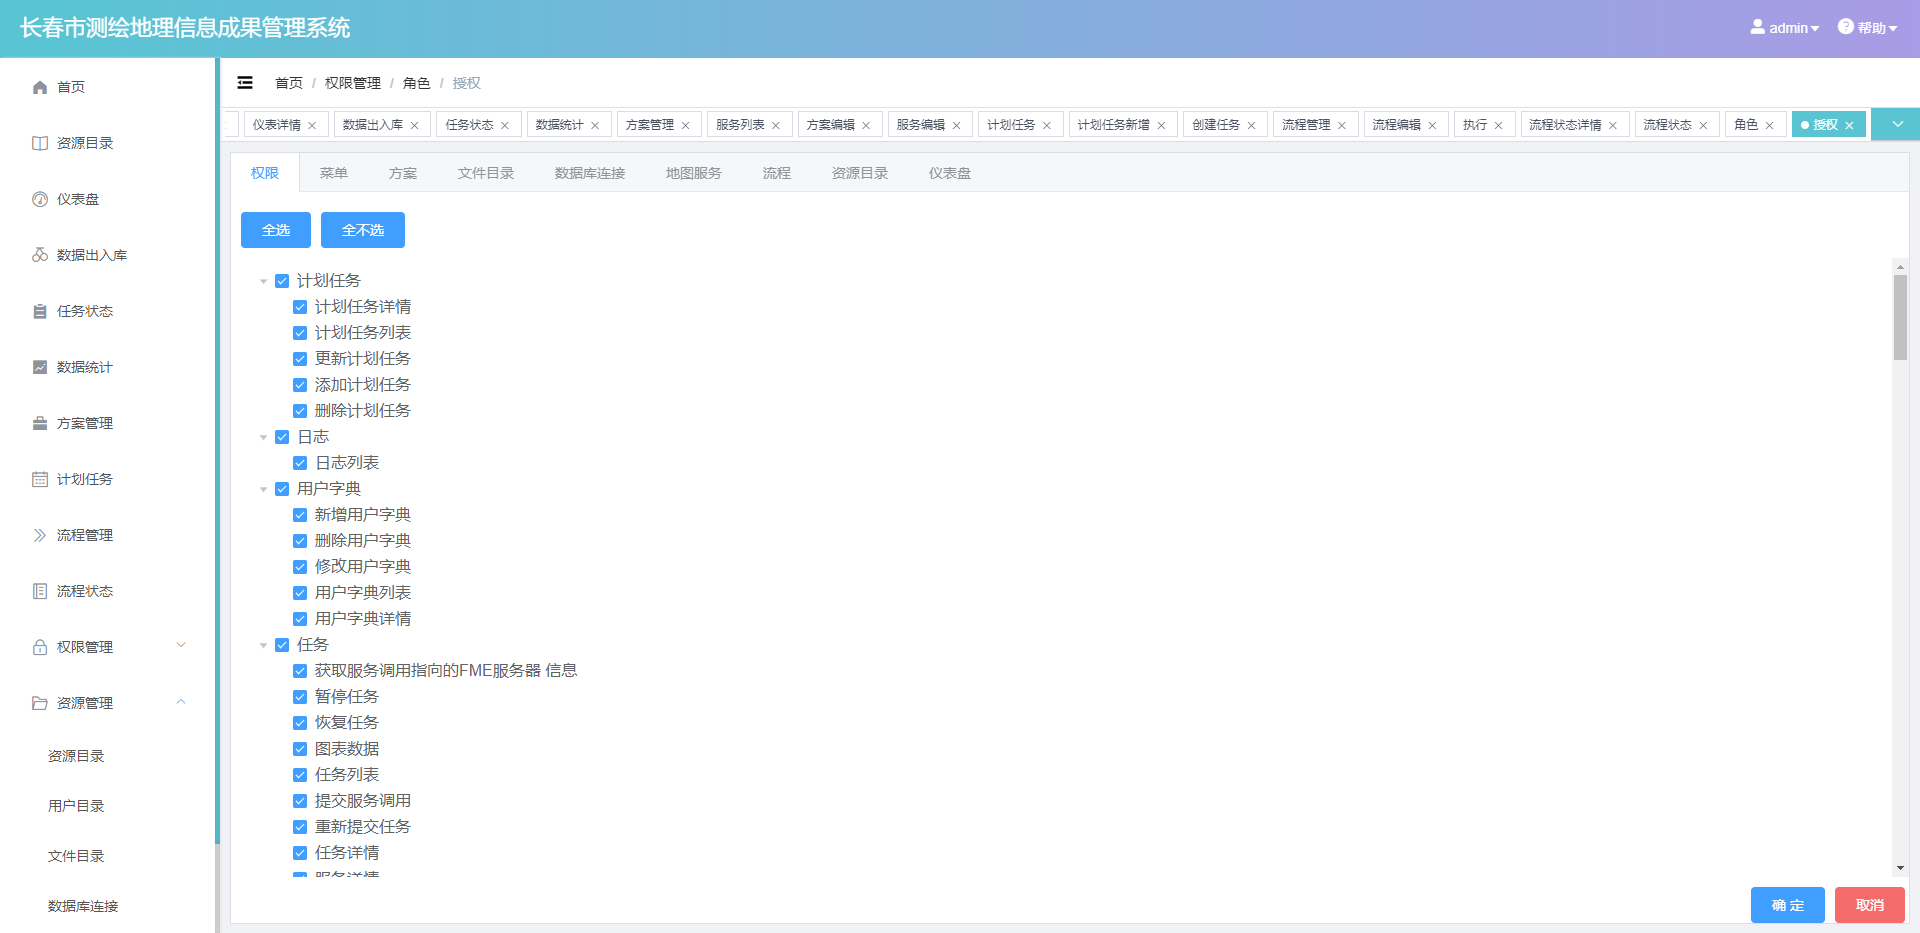 长春市测绘地理信息成果管理系统
admin
帮助
首页
资源目录
仪表盘
数据出入库
任务状态
数据统计
方案管理
计划任务
流程管理
流程状态
权限管理
资源管理
资源目录
用户目录
文件目录
数据库连接
首页 / 权限管理 / 角色 / 授权
仪表详情 数据出入库 任务状态 数据统计 方案管理 服务列表 方案编辑 服务编辑 计划任务 计划任务新增 创建任务 流程管理 流程编辑 执行 流程状态详情 流程状态 角色 授权
权限 菜单 方案 文件目录 数据库连接 地图服务 流程 资源目录 仪表盘
全选 全不选
计划任务
计划任务详情
计划任务列表
更新计划任务
添加计划任务
删除计划任务
日志
日志列表
用户字典
新增用户字典
删除用户字典
修改用户字典
用户字典列表
用户字典详情
任务
获取服务调用指向的FME服务器 信息
暂停任务
恢复任务
图表数据
任务列表
提交服务调用
重新提交任务
任务详情
服务详情
确 定 取消